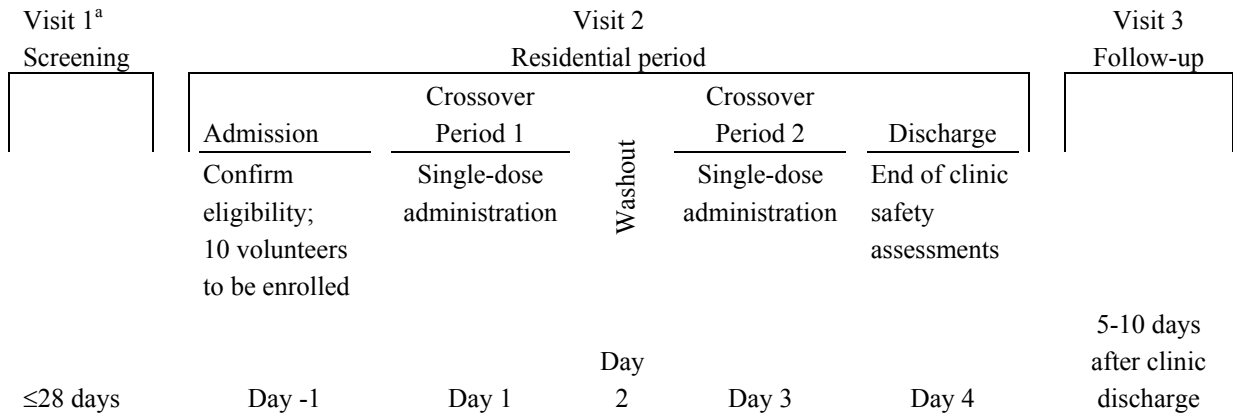 Visit 1a
Screening
Visit 2
Residential period
Visit 3
Follow-up
Admission
Confirm
eligibility;
10 volunteers
to be enrolled
Crossover
Period 1
Single-dose
administration
Washout
Crossover
Period 2
Single-dose
administration
Discharge
End of clinic
safety
assessments
≤28 days
Day -1
Day 1
Day
2
Day 3
Day 4
5-10 days
after clinic
discharge